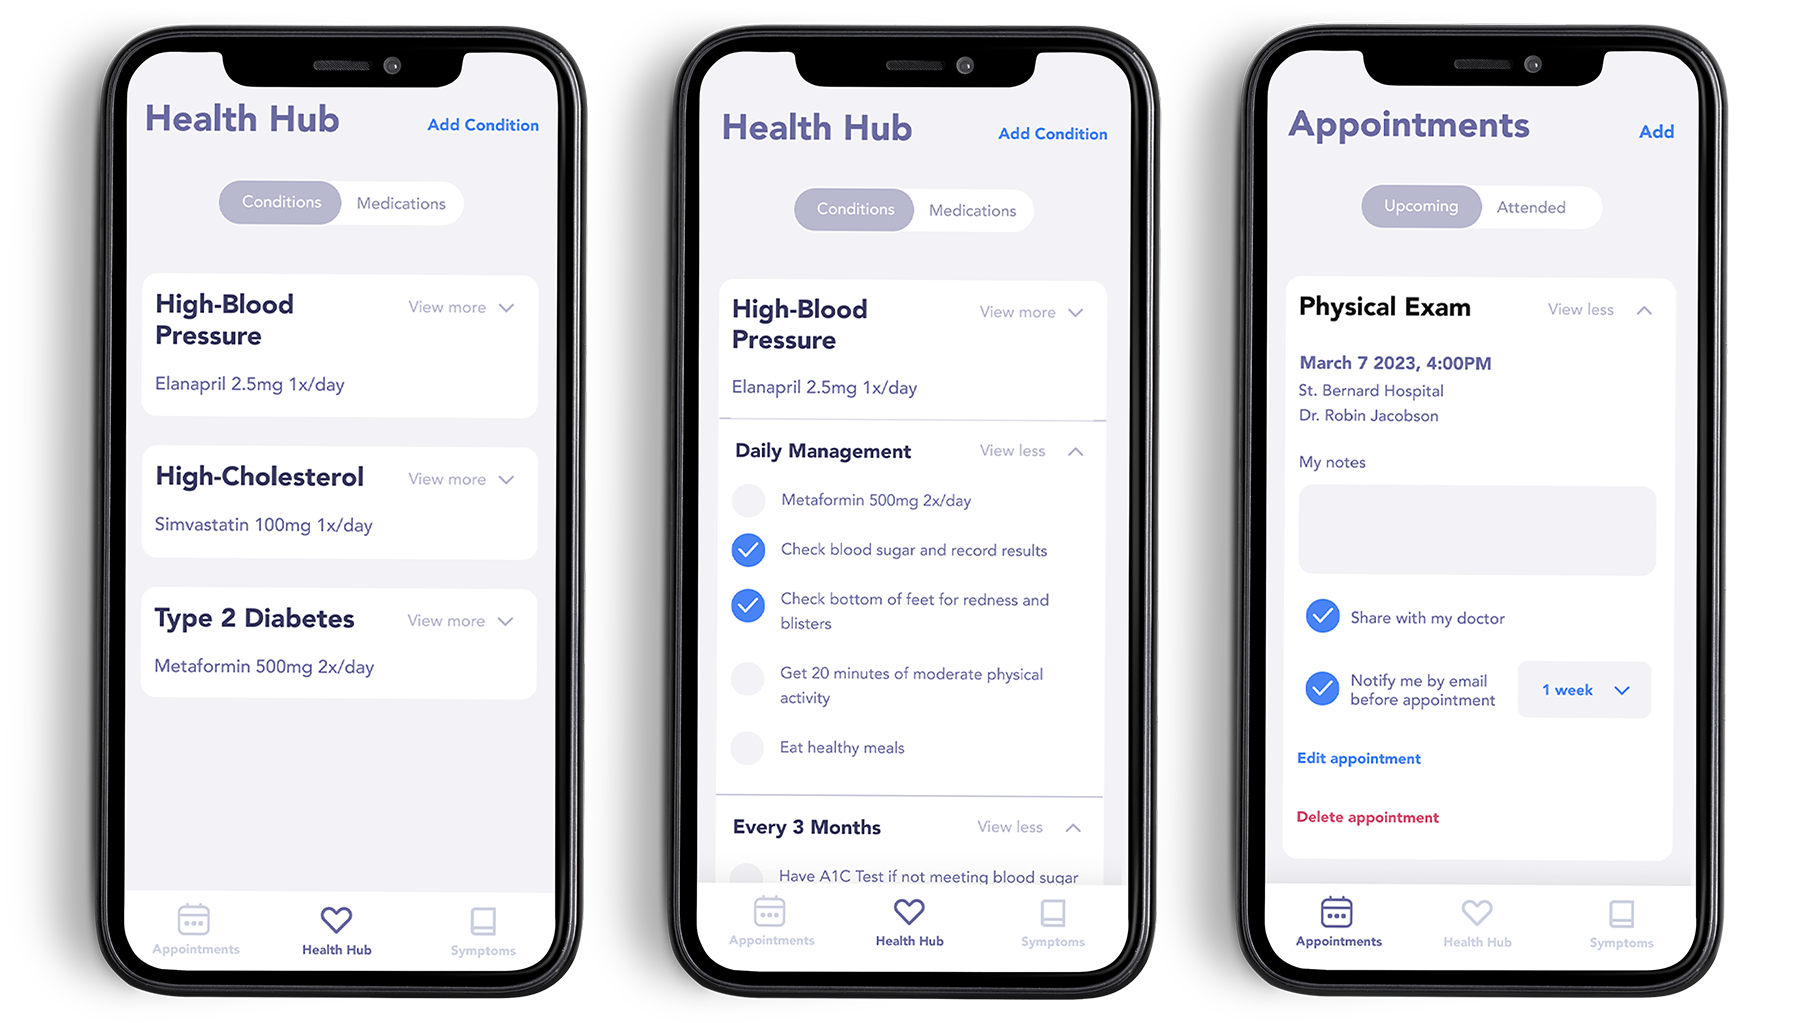 Health Hub
Add Condition
Conditions
Medications
High-Blood
Pressure
View more
Elanapril 2.5mg 1x/day
High-Cholesterol
View more
Simvastatin 100mg 1x/day
Type 2 Diabetes
View more
Metaformin 500mg 2x/day
Appointments
Health Hub
Symptoms
Health Hub
Add Condition
Conditions
Medications
High-Blood
Pressure
View more
Elanapril 2.5mg 1x/day
Daily Management
View less
Metaformin 500mg 2x/day
Check blood sugar and record results
Check bottom of feet for redness and
blisters
Get 20 minutes of moderate physical
activity
Eat healthy meals
Every 3 Months
View less
Have A1C Test if not meeting blood sugar
Appointments
Health Hub
Symptoms
Appointments
Add
Upcoming
Attended
Physical Exam
View less
March 7 2023, 4:00PM
St. Bernard Hospital
Dr. Robin Jacobson
My notes
Share with my doctor
Notify me by email
before appointment
1 week
Edit appointment
Delete appointment
Appointments
Health Hub
Symptoms